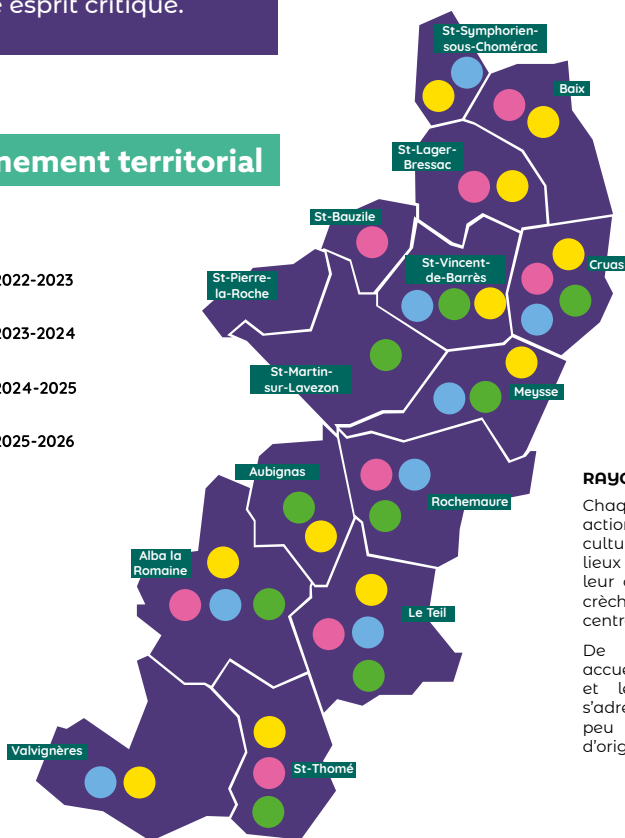 esprit critique.
nement territorial
2022-2023
2023-2024
2024-2025
2025-2026
St-Symphorien-
sous-Chomérac
Baix
St-Lager-
Bressac
St-Bauzile
St-Vincent-
de-Barrès
Cruas
St-Pierre-
la-Roche
St-Martin-
sur-Lavezon
Meysse
Aubignas
Rochemaure
Alba la
Romaine
Le Teil
Valvignères
St-Thomé
RAYO
Chaq
action
cultu
lieux
leur
crèch
centr
De
accue
et le
s'adre
peu
d'orig